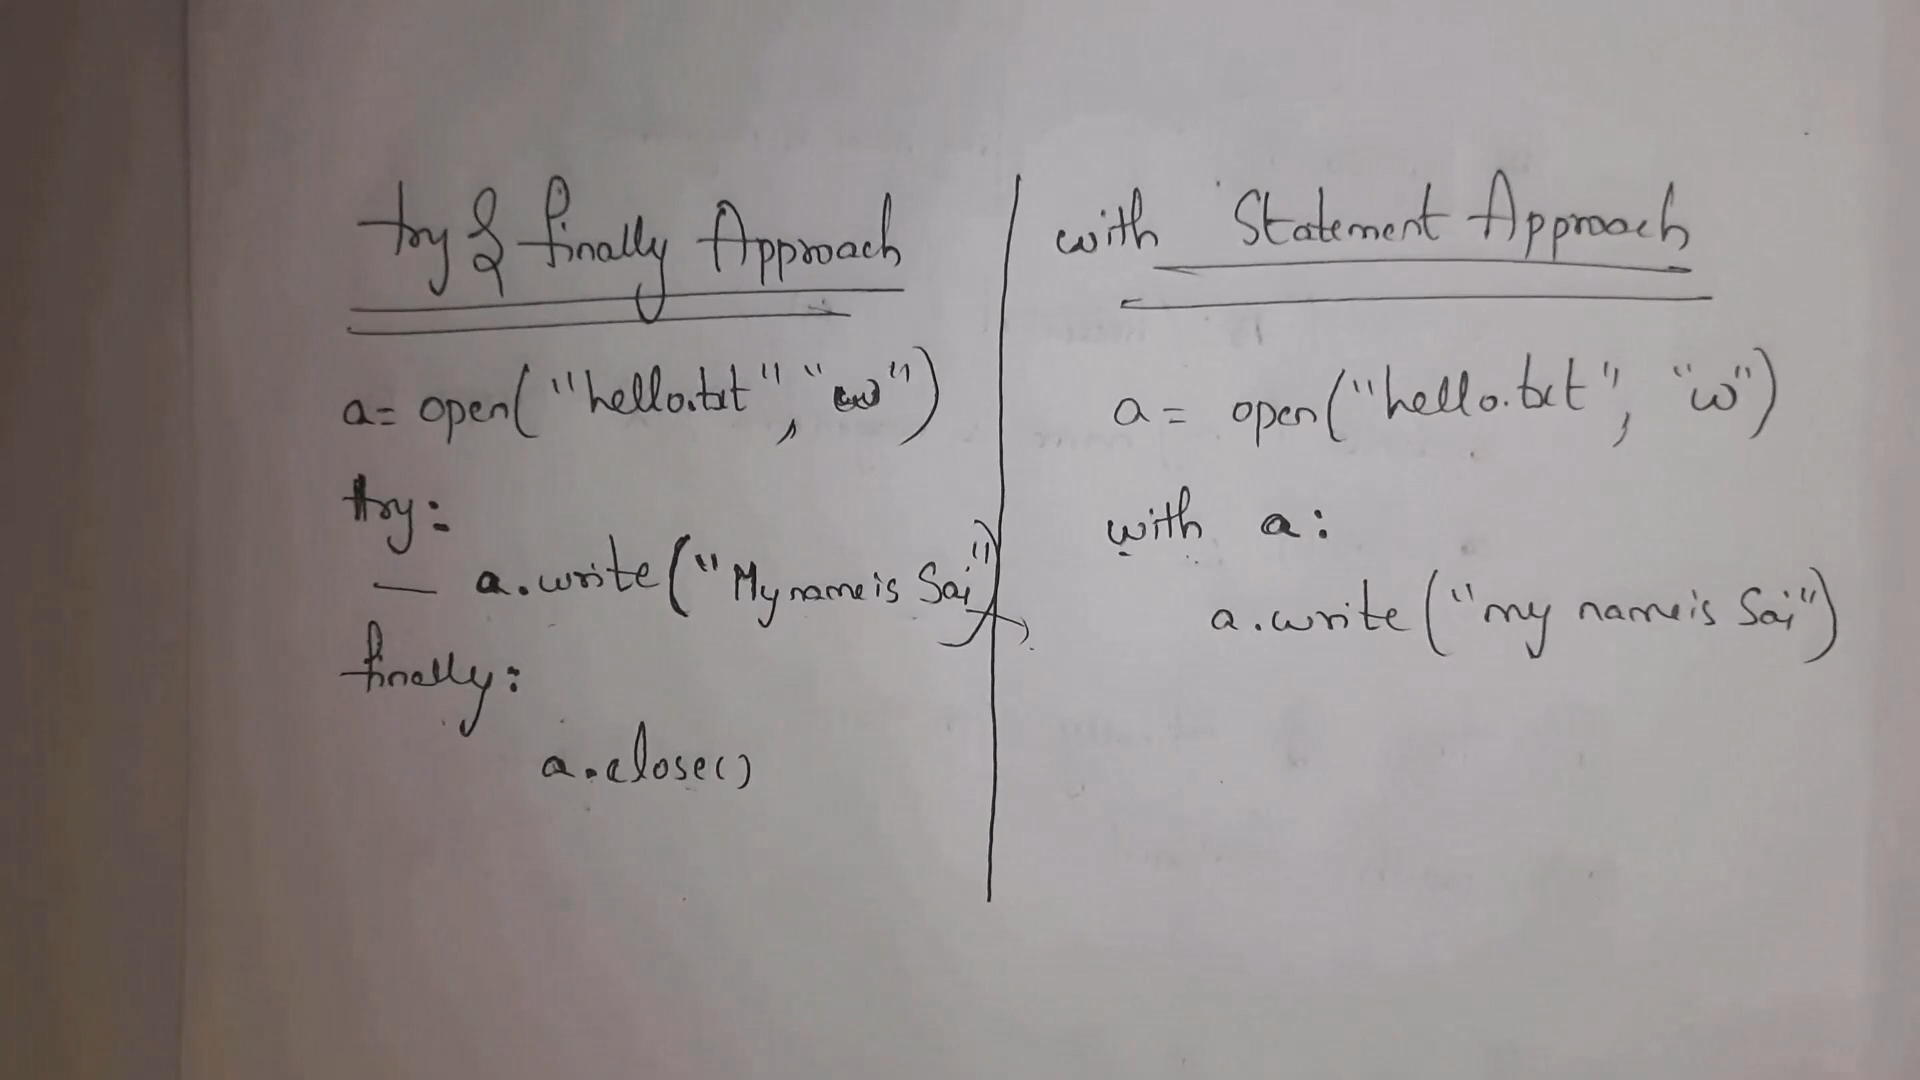 try & finally Approach
a= open("hello.txt", "w")
try:
a.write("My name is Sai")
finally:
a.close()
with Statement Approach
a = open("hello.txt", "w")
with a:
a.write("my name is Sai")